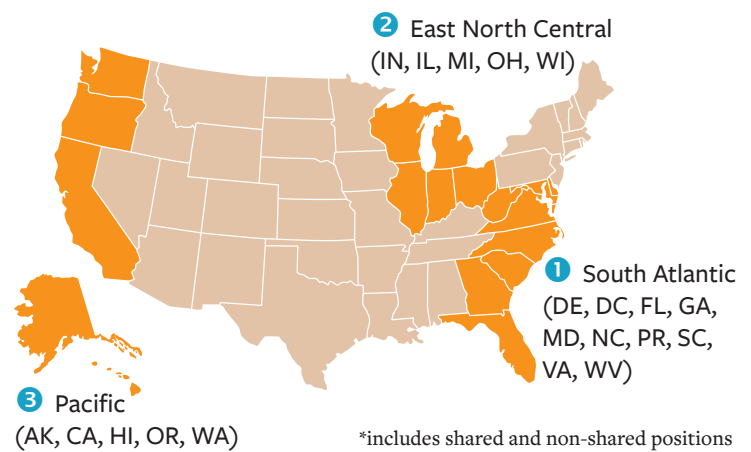 2 East North Central
(IN, IL, MI, OH, WI)
1 South Atlantic
(DE, DC, FL, GA,
MD, NC, PR, SC,
VA, WV)
3 Pacific
(AK, CA, HI, OR, WA)
*includes shared and non-shared positions